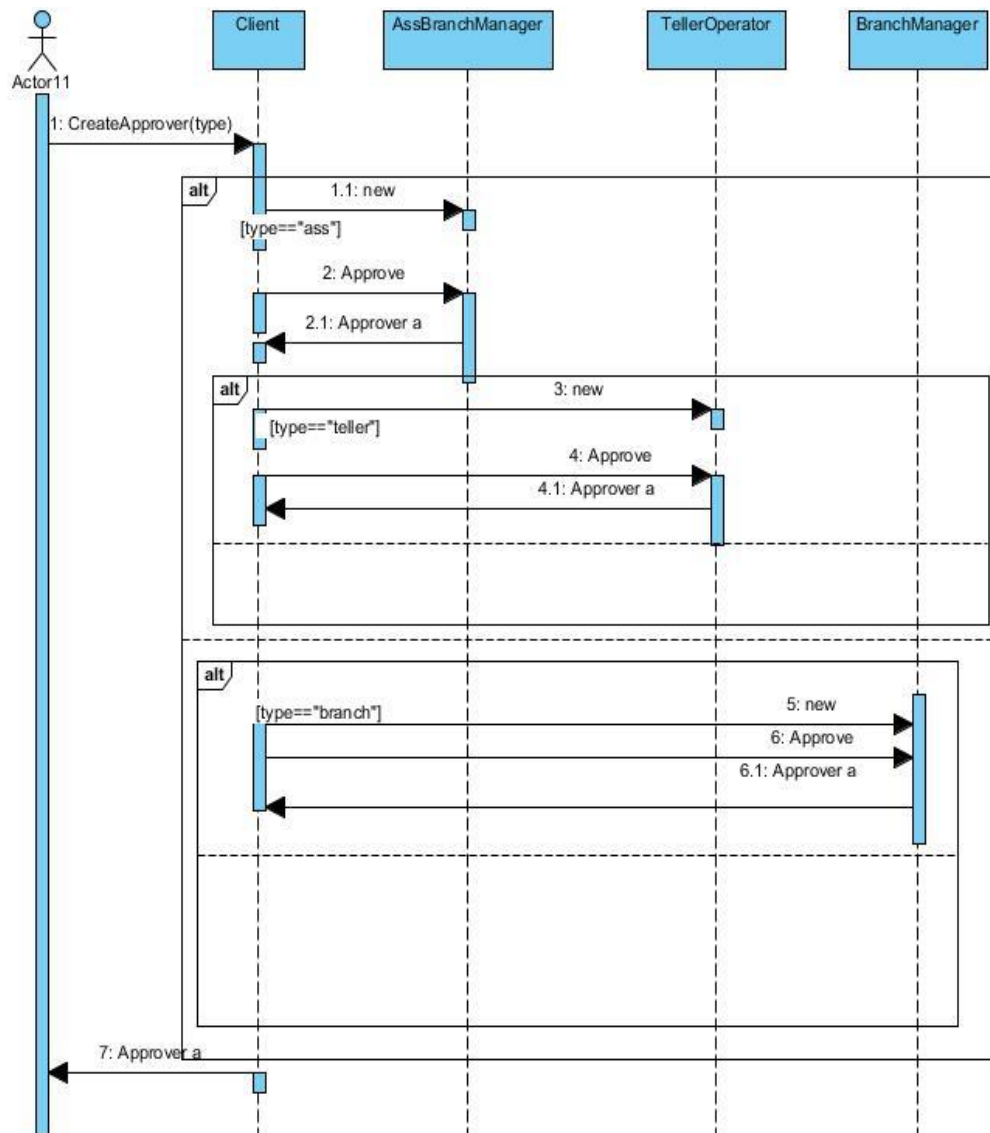 Client
AssBranchManager
TellerOperator
BranchManager
Actor11
1: CreateApprover(type)
alt
1.1: new
[type=="ass"]
2: Approve
2.1: Approver a
alt
3: new
[type=="teller"]
4: Approve
4.1: Approver a
alt
[type=="branch"]
5: new
6: Approve
6.1: Approver a
7: Approver a